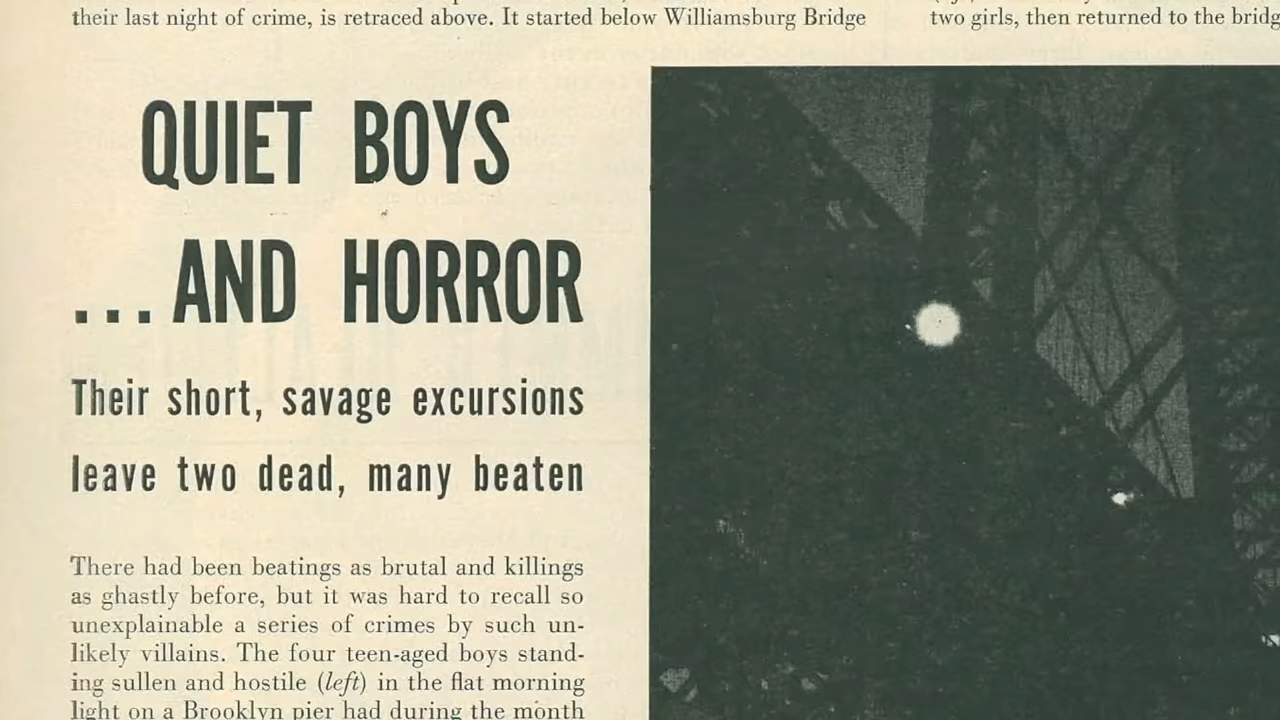 their last night of crime, is retraced above. It started below Williamsburg Bridge
two girls, then returned to the bridg
QUIET BOYS
...AND HORROR
Their short, savage excursions
leave two dead, many beaten
There had been beatings as brutal and killings
as ghastly before, but it was hard to recall so
unexplainable a series of crimes by such un-
likely villains. The four teen-aged boys stand-
ing sullen and hostile (left) in the flat morning
light on a Brooklyn pier had during the month